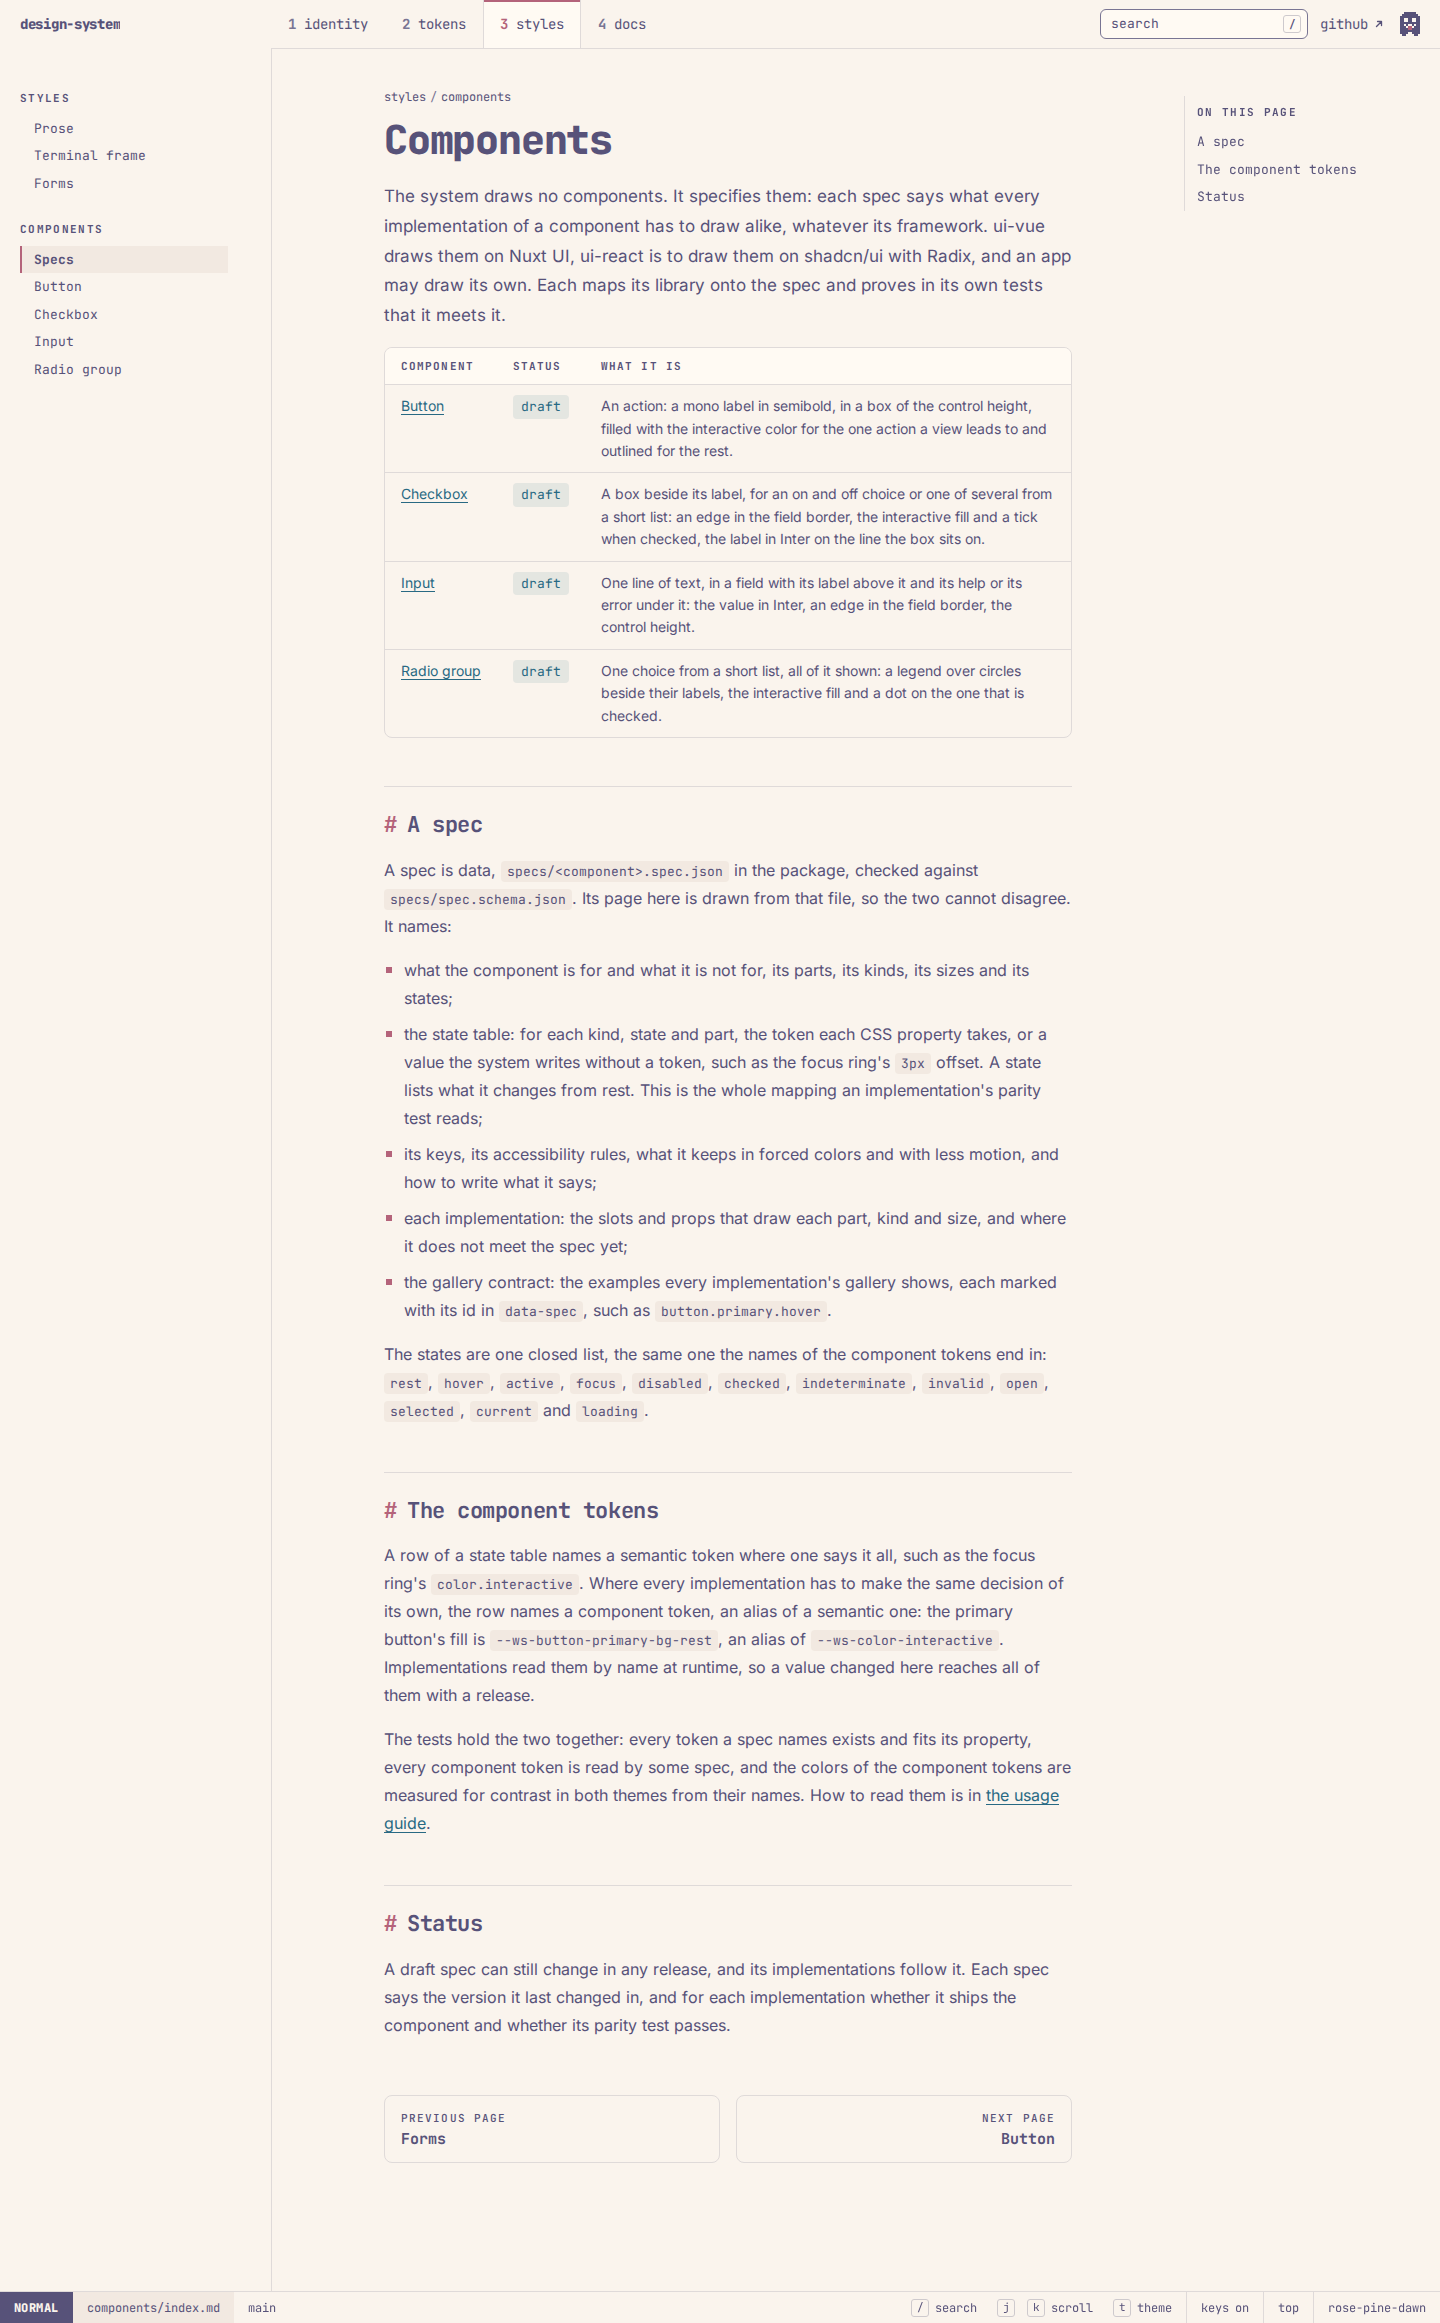 design-system
1 identity
2 tokens
3 styles
4 docs
search /
github ↗
STYLES
Prose
Terminal frame
Forms
COMPONENTS
Specs
Button
Checkbox
Input
Radio group
styles / components
Components
The system draws no components. It specifies them: each spec says what every
implementation of a component has to draw alike, whatever its framework. ui-vue
draws them on Nuxt UI, ui-react is to draw them on shadcn/ui with Radix, and an app
may draw its own. Each maps its library onto the spec and proves in its own tests
that it meets it.
COMPONENT STATUS WHAT IT IS
Button draft An action: a mono label in semibold, in a box of the control height,
filled with the interactive color for the one action a view leads to and
outlined for the rest.
Checkbox draft A box beside its label, for an on and off choice or one of several from
a short list: an edge in the field border, the interactive fill and a tick
when checked, the label in Inter on the line the box sits on.
Input draft One line of text, in a field with its label above it and its help or its
error under it: the value in Inter, an edge in the field border, the
control height.
Radio group draft One choice from a short list, all of it shown: a legend over circles
beside their labels, the interactive fill and a dot on the one that is
checked.
# A spec
A spec is data, specs/<component>.spec.json in the package, checked against
specs/spec.schema.json. Its page here is drawn from that file, so the two cannot disagree.
It names:
what the component is for and what it is not for, its parts, its kinds, its sizes and its
states;
the state table: for each kind, state and part, the token each CSS property takes, or a
value the system writes without a token, such as the focus ring's 3px offset. A state
lists what it changes from rest. This is the whole mapping an implementation's parity
test reads;
its keys, its accessibility rules, what it keeps in forced colors and with less motion, and
how to write what it says;
each implementation: the slots and props that draw each part, kind and size, and where
it does not meet the spec yet;
the gallery contract: the examples every implementation's gallery shows, each marked
with its id in data-spec, such as button.primary.hover.
The states are one closed list, the same one the names of the component tokens end in:
rest, hover, active, focus, disabled, checked, indeterminate, invalid, open,
selected, current and loading.
# The component tokens
A row of a state table names a semantic token where one says it all, such as the focus
ring's color.interactive. Where every implementation has to make the same decision of
its own, the row names a component token, an alias of a semantic one: the primary
button's fill is --ws-button-primary-bg-rest, an alias of --ws-color-interactive.
Implementations read them by name at runtime, so a value changed here reaches all of
them with a release.
The tests hold the two together: every token a spec names exists and fits its property,
every component token is read by some spec, and the colors of the component tokens are
measured for contrast in both themes from their names. How to read them is in the usage
guide.
# Status
A draft spec can still change in any release, and its implementations follow it. Each spec
says the version it last changed in, and for each implementation whether it ships the
component and whether its parity test passes.
PREVIOUS PAGE
Forms
NEXT PAGE
Button
ON THIS PAGE
A spec
The component tokens
Status
NORMAL components/index.md main / search j k scroll t theme keys on top rose-pine-dawn